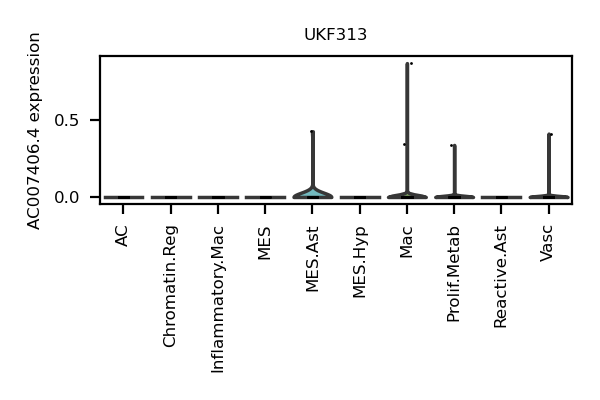 UKF313
AC007406.4 expression
0.5
0.0
AC
Chromatin.Reg
Inflammatory.Mac
MES
MES.Ast
MES.Hyp
Mac
Prolif.Metab
Reactive.Ast
Vasc